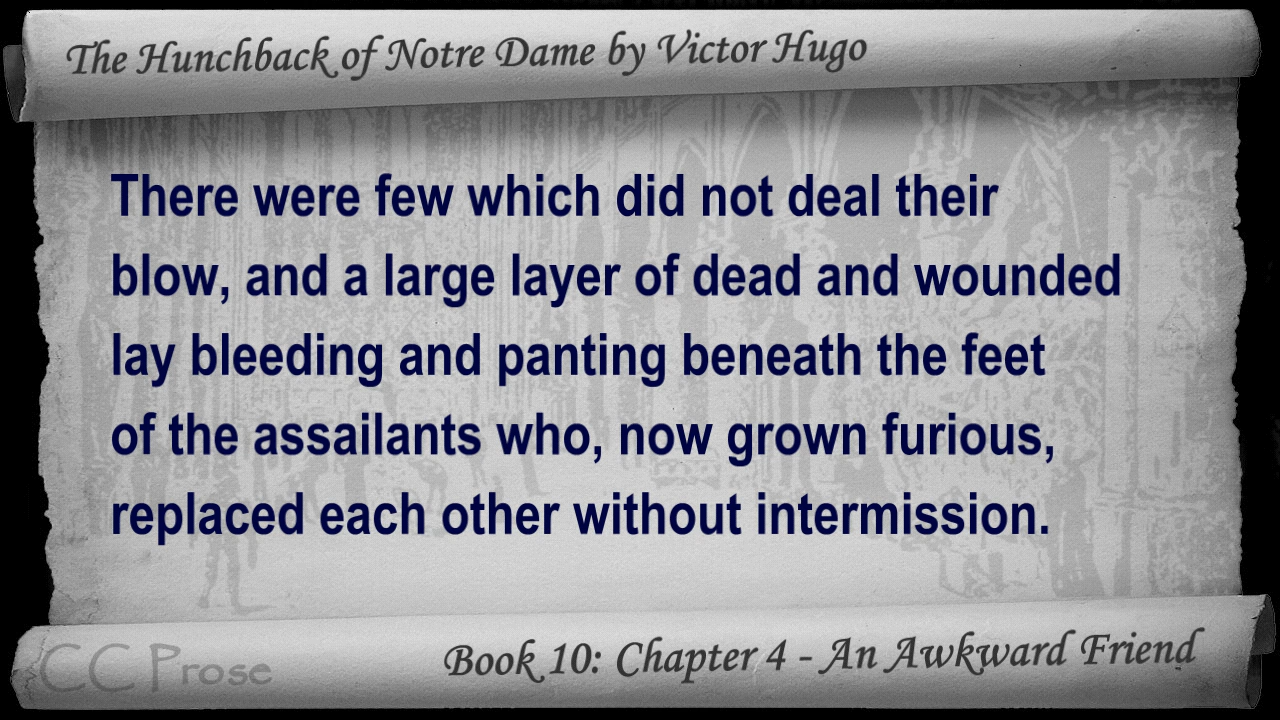 The Hunchback of Notre Dame by Victor Hugo
There were few which did not deal their
blow, and a large layer of dead and wounded
lay bleeding and panting beneath the feet
of the assailants who, now grown furious,
replaced each other without intermission.
CC Prose
Book 10: Chapter 4 - An Awkward Friend